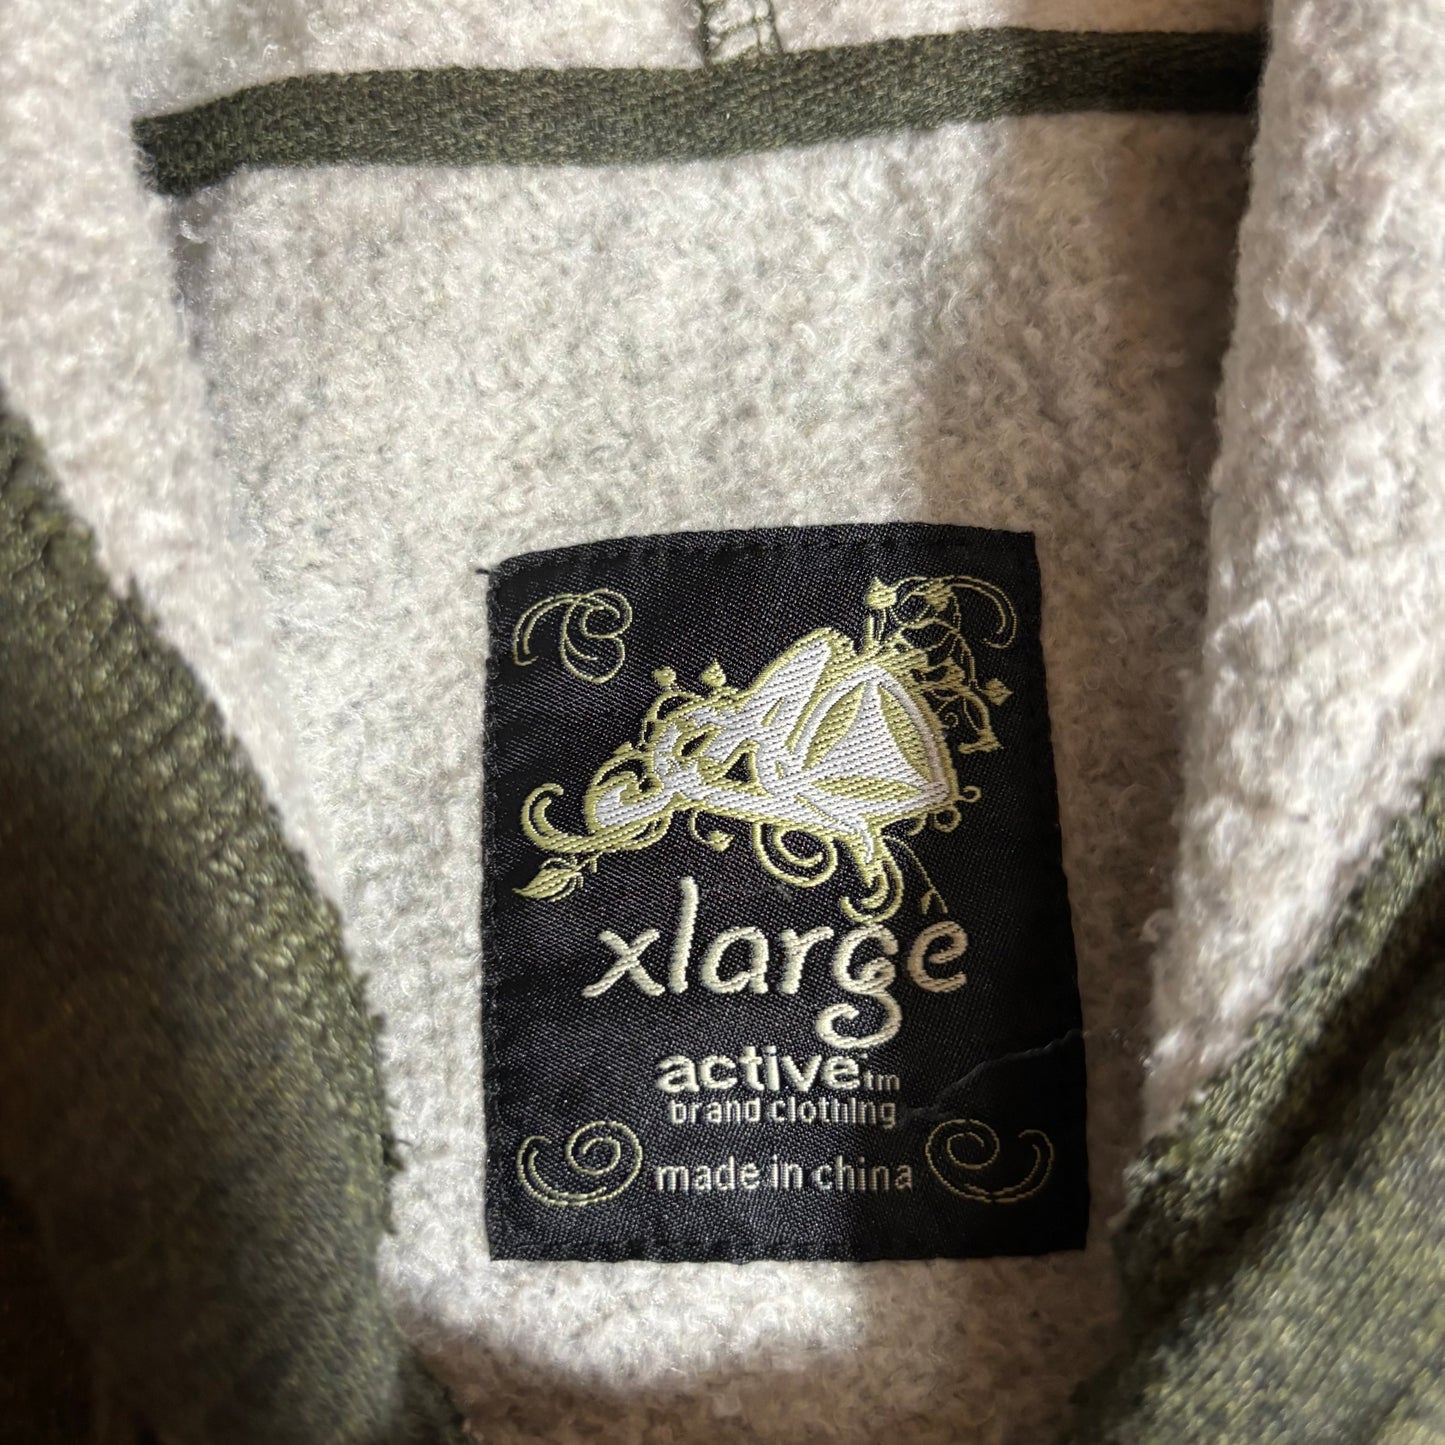 xlarge
active tm
brand clothing
made in china